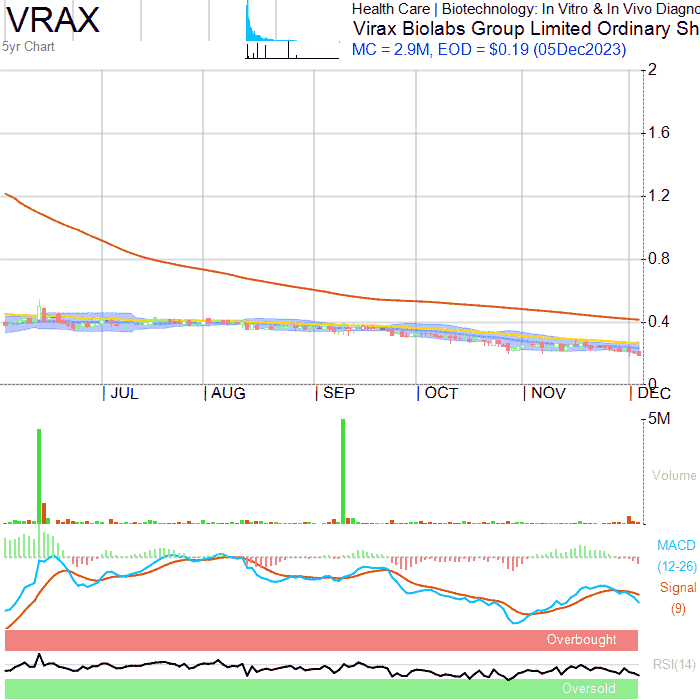 VRAX
5yr Chart
Health Care | Biotechnology: In Vitro & In Vivo Diagno
Virax Biolabs Group Limited Ordinary Sh
MC = 2.9M, EOD = $0.19 (05Dec2023)
2
1.6
1.2
0.8
0.4
0
JUL AUG SEP OCT NOV DEC
5M
Volume
MACD
(12-26)
Signal
(9)
Overbought
RSI(14)
Oversold